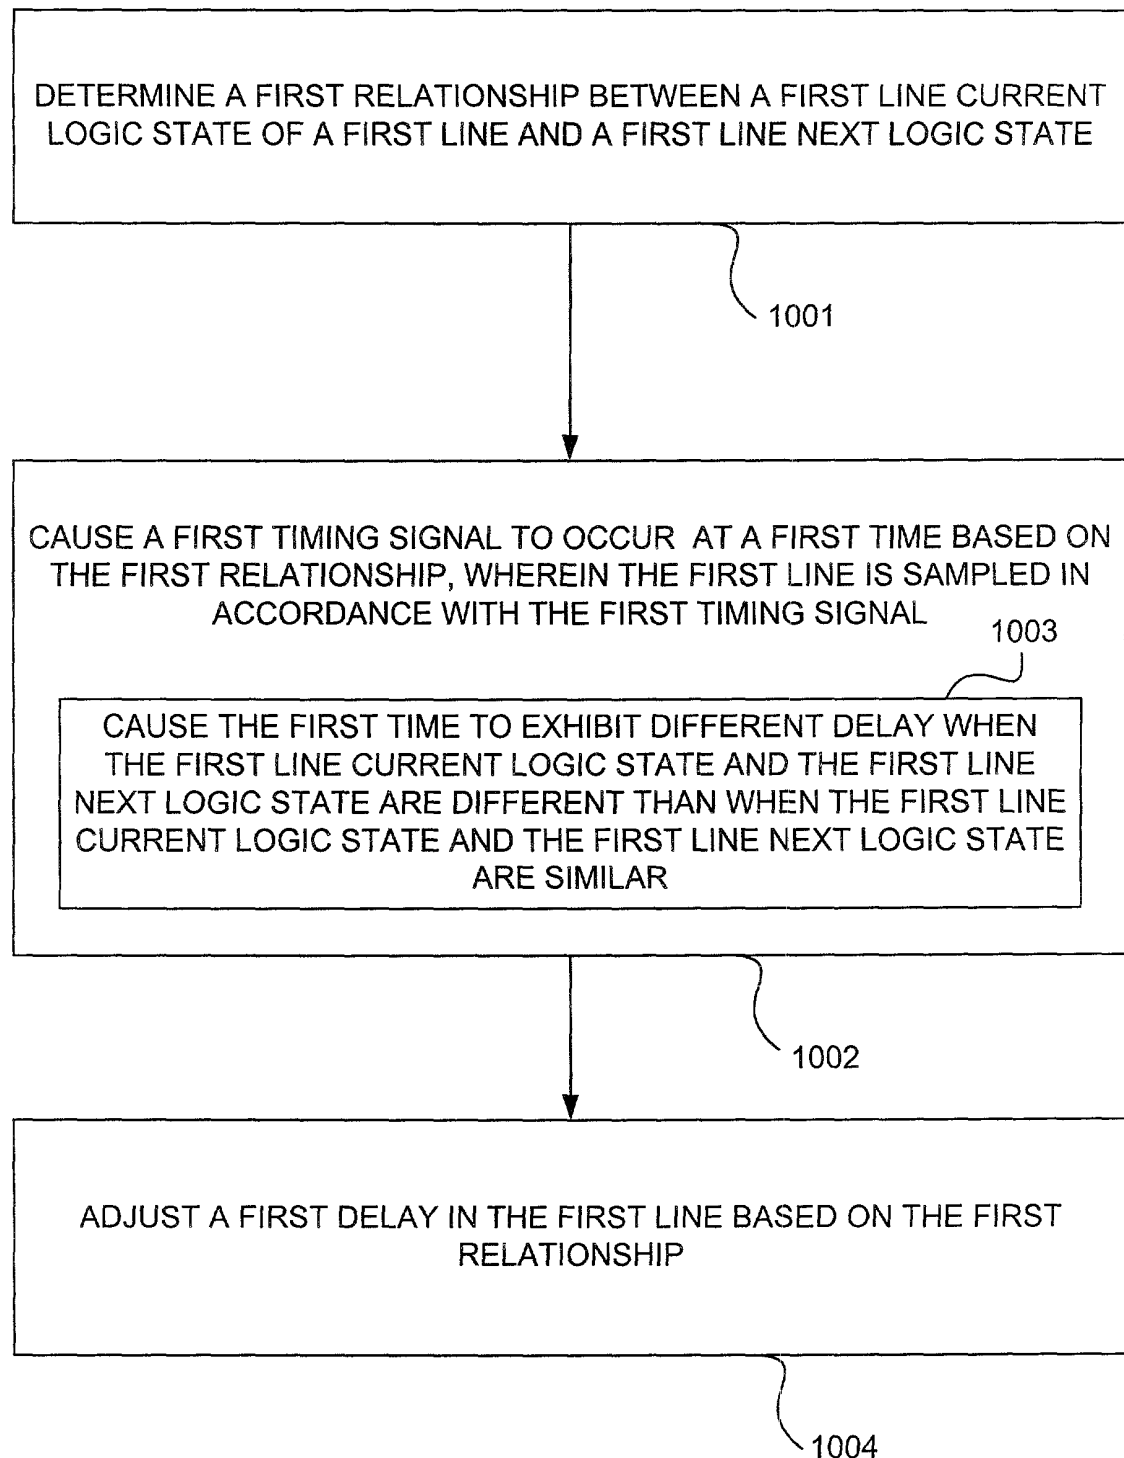 DETERMINE A FIRST RELATIONSHIP BETWEEN A FIRST LINE CURRENT
LOGIC STATE OF A FIRST LINE AND A FIRST LINE NEXT LOGIC STATE
1001
CAUSE A FIRST TIMING SIGNAL TO OCCUR AT A FIRST TIME BASED ON
THE FIRST RELATIONSHIP, WHEREIN THE FIRST LINE IS SAMPLED IN
ACCORDANCE WITH THE FIRST TIMING SIGNAL
1003
CAUSE THE FIRST TIME TO EXHIBIT DIFFERENT DELAY WHEN
THE FIRST LINE CURRENT LOGIC STATE AND THE FIRST LINE
NEXT LOGIC STATE ARE DIFFERENT THAN WHEN THE FIRST LINE
CURRENT LOGIC STATE AND THE FIRST LINE NEXT LOGIC STATE
ARE SIMILAR
1002
ADJUST A FIRST DELAY IN THE FIRST LINE BASED ON THE FIRST
RELATIONSHIP
1004